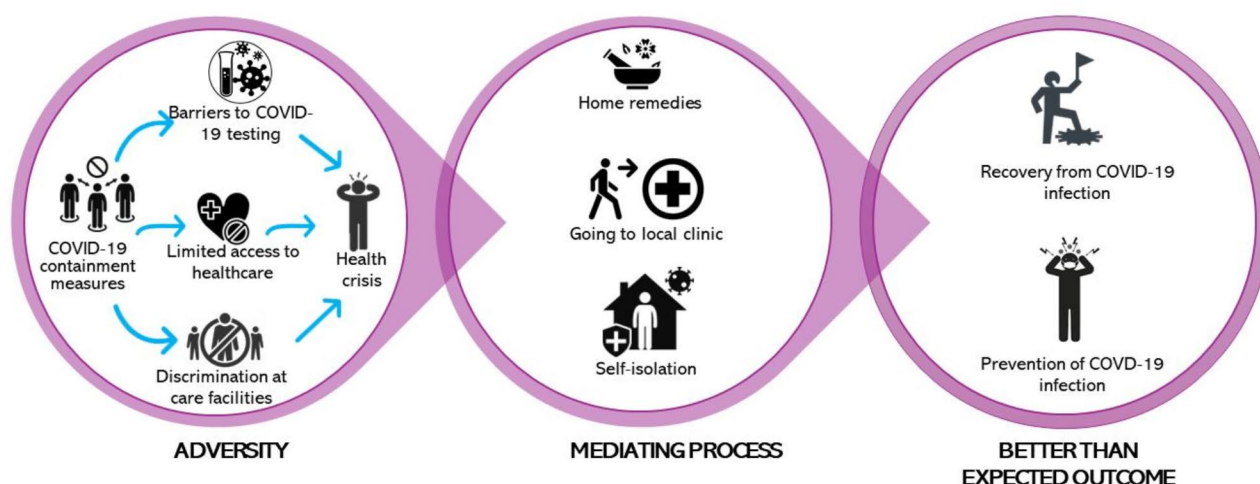 Barriers to COVID-
19 testing
COVID-19
containment
measures
Limited access to
healthcare
Health
crisis
Discrimination at
care facilities
ADVERSITY
Home remedies
Going to local clinic
Self-isolation
MEDIATING PROCESS
Recovery from COVID-19
infection
Prevention of COVD-19
infection
BETTER THAN
EXPECTED OUTCOME